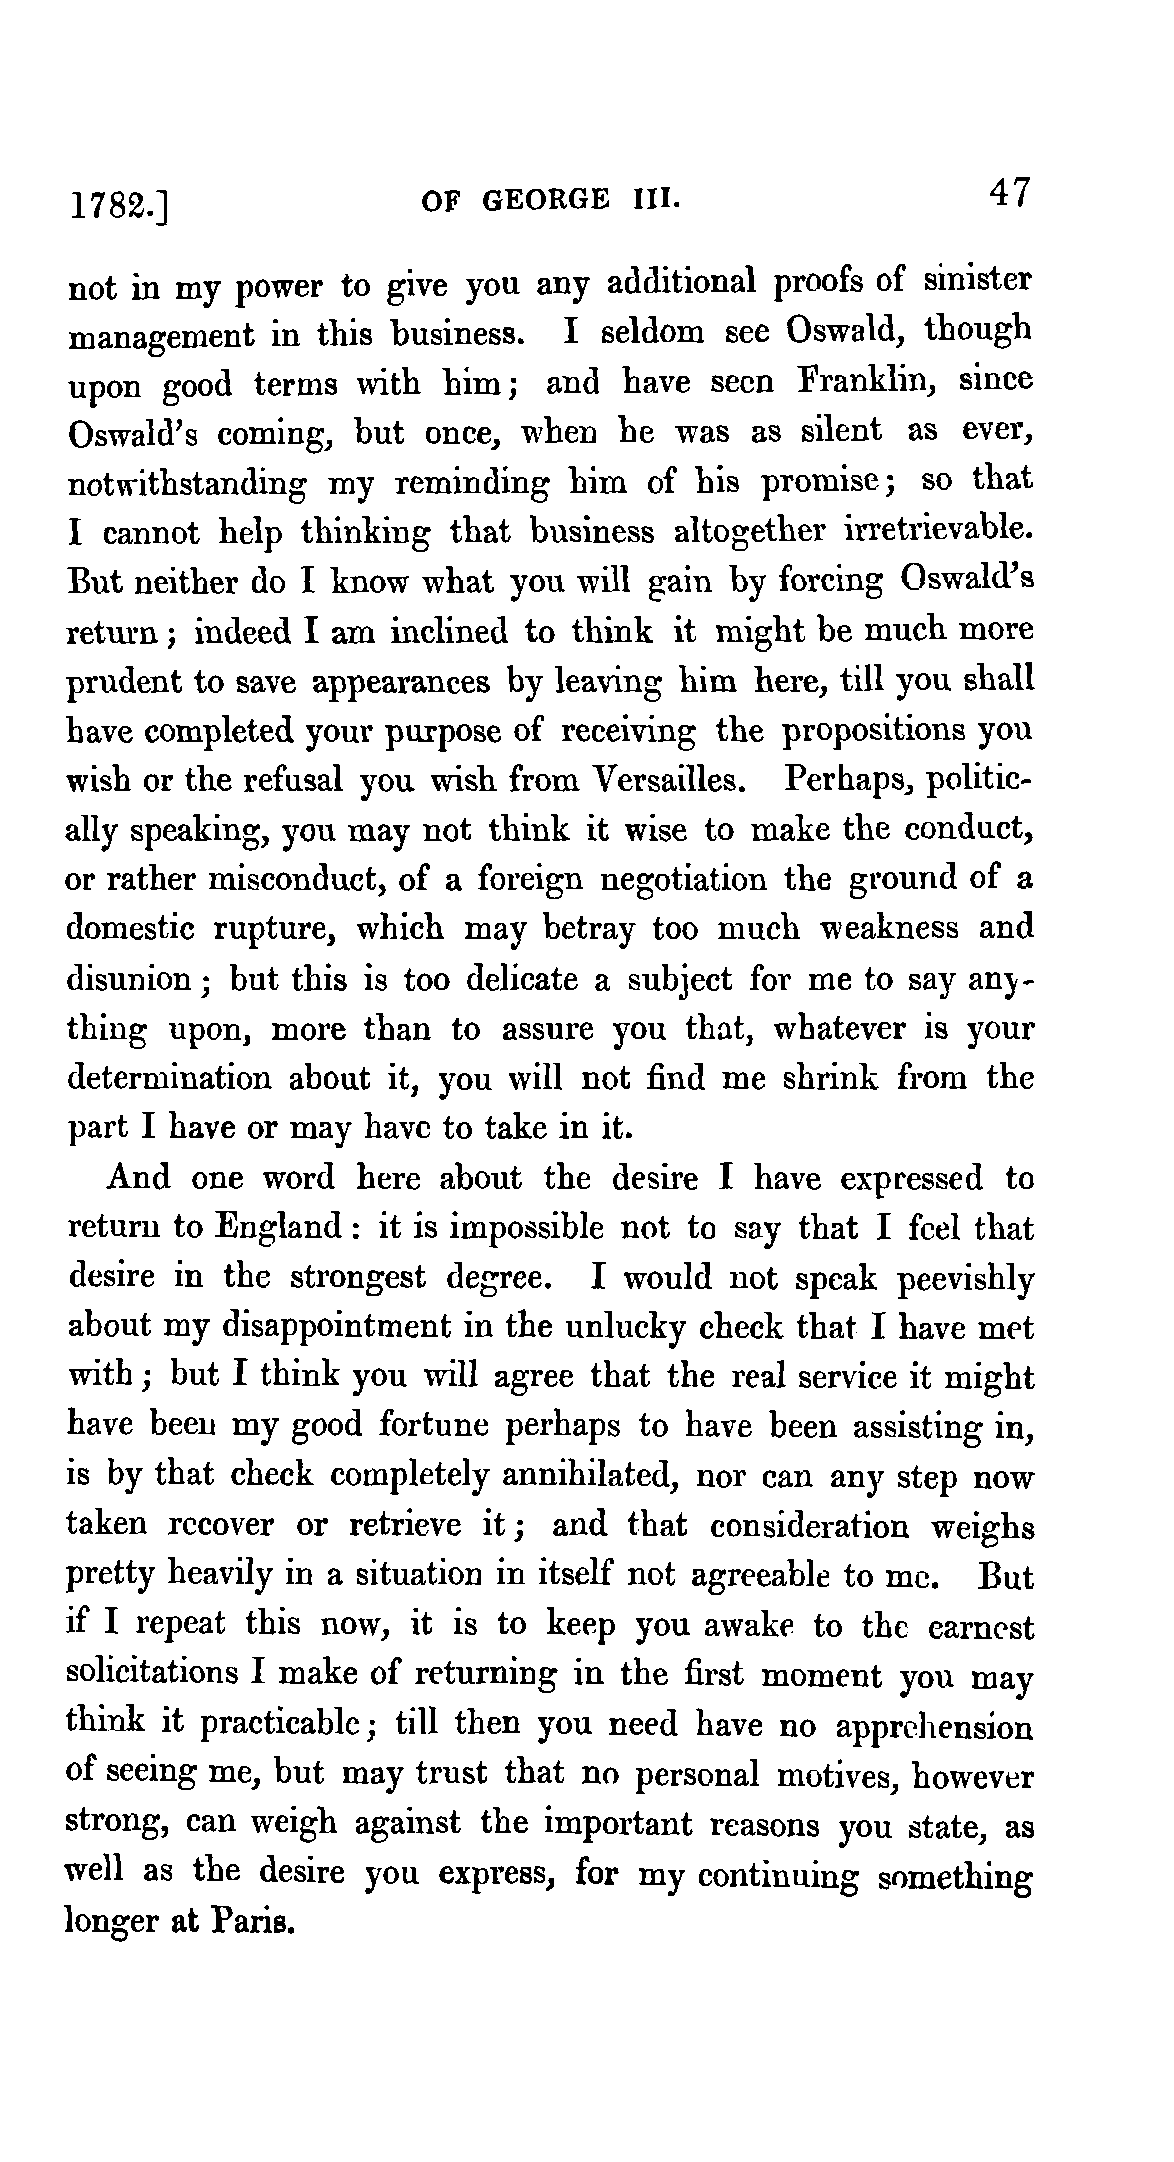 1782.] OF GEORGE III. 47
not in my power to give you any additional proofs of sinister
management in this business. I seldom see Oswald, though
upon good terms with him; and have seen Franklin, since
Oswald's coming, but once, when he was as silent as ever,
notwithstanding my reminding him of his promise; so that
I cannot help thinking that business altogether irretrievable.
But neither do I know what you will gain by forcing Oswald's
return; indeed I am inclined to think it might be much more
prudent to save appearances by leaving him here, till you shall
have completed your purpose of receiving the propositions you
wish or the refusal you wish from Versailles. Perhaps, politic-
ally speaking, you may not think it wise to make the conduct,
or rather misconduct, of a foreign negotiation the ground of a
domestic rupture, which may betray too much weakness and
disunion; but this is too delicate a subject for me to say any-
thing upon, more than to assure you that, whatever is your
determination about it, you will not find me shrink from the
part I have or may have to take in it.
And one word here about the desire I have expressed to
return to England: it is impossible not to say that I feel that
desire in the strongest degree. I would not speak peevishly
about my disappointment in the unlucky check that I have met
with; but I think you will agree that the real service it might
have been my good fortune perhaps to have been assisting in,
is by that check completely annihilated, nor can any step now
taken recover or retrieve it; and that consideration weighs
pretty heavily in a situation in itself not agreeable to me. But
if I repeat this now, it is to keep you awake to the earnest
solicitations I make of returning in the first moment you may
think it practicable; till then you need have no apprehension
of seeing me, but may trust that no personal motives, however
strong, can weigh against the important reasons you state, as
well as the desire you express, for my continuing something
longer at Paris.